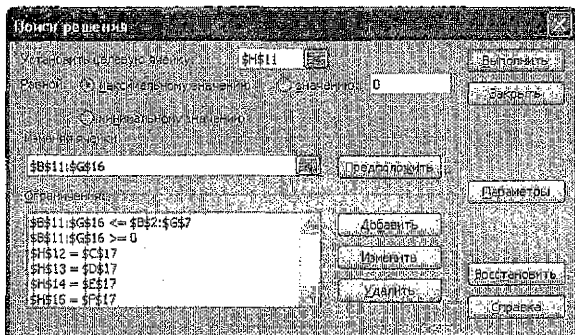 Поиск решения
Установить целевую ячейку: $H$11
Равной: максимальному значению значению: 0
минимальному значению
Изменяя ячейки:
$B$11:$G$16
Предположить
Ограничения:
$B$11:$G$16 <= $B$2:$G$7
$B$11:$G$16 >= 0
$H$12 = $C$17
$H$13 = $D$17
$H$14 = $E$17
$H$15 = $F$17
Добавить
Изменить
Удалить
Выполнить
Закрыть
Параметры
Восстановить
Справка